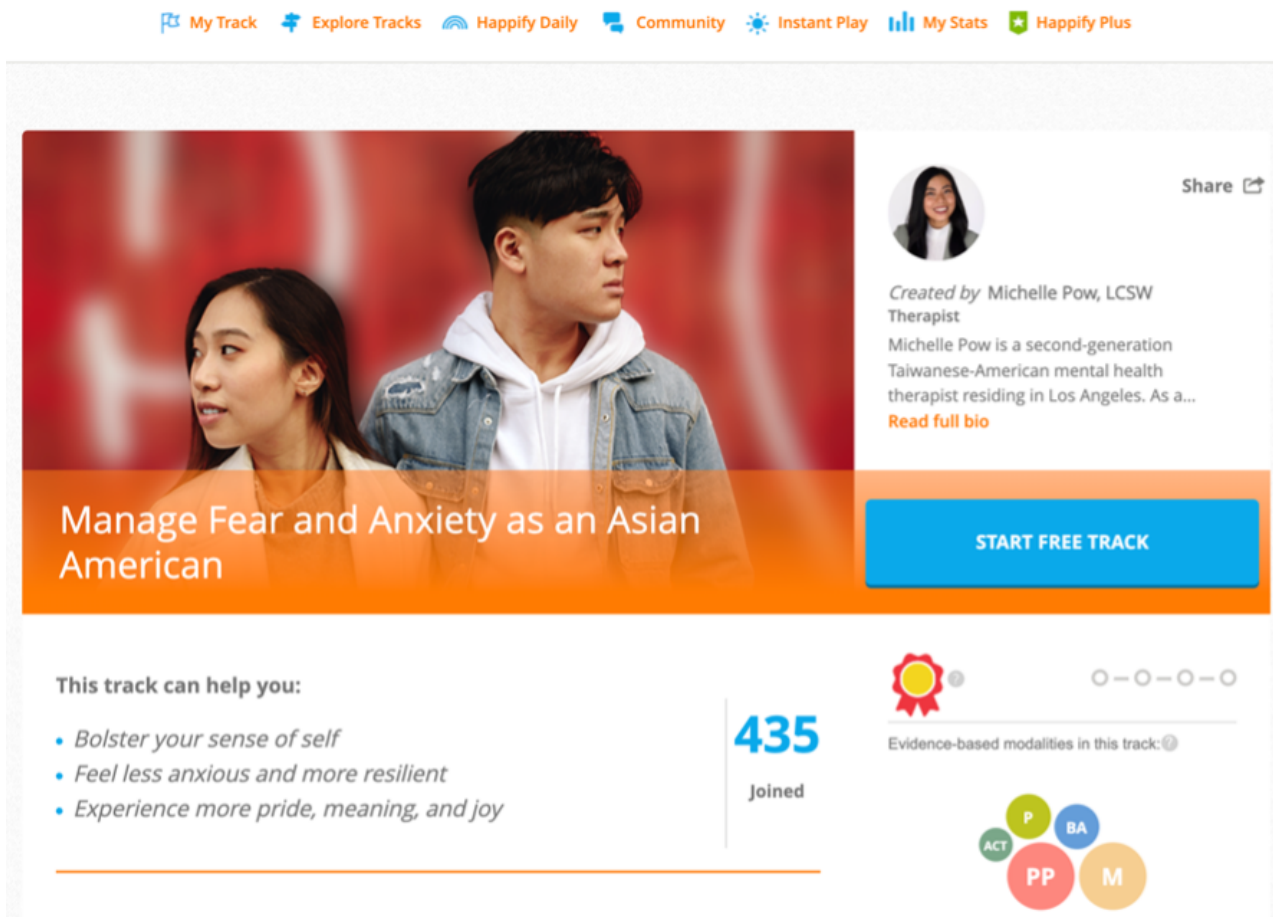 My Track Explore Tracks Happify Daily Community Instant Play My Stats Happify Plus
Share
Created by Michelle Pow, LCSW
Therapist
Michelle Pow is a second-generation
Taiwanese-American mental health
therapist residing in Los Angeles. As a...
Read full bio
Manage Fear and Anxiety as an Asian
American
START FREE TRACK
This track can help you:
• Bolster your sense of self
• Feel less anxious and more resilient
• Experience more pride, meaning, and joy
435
Joined
?
Evidence-based modalities in this track: ?
P
BA
ACT
PP
M